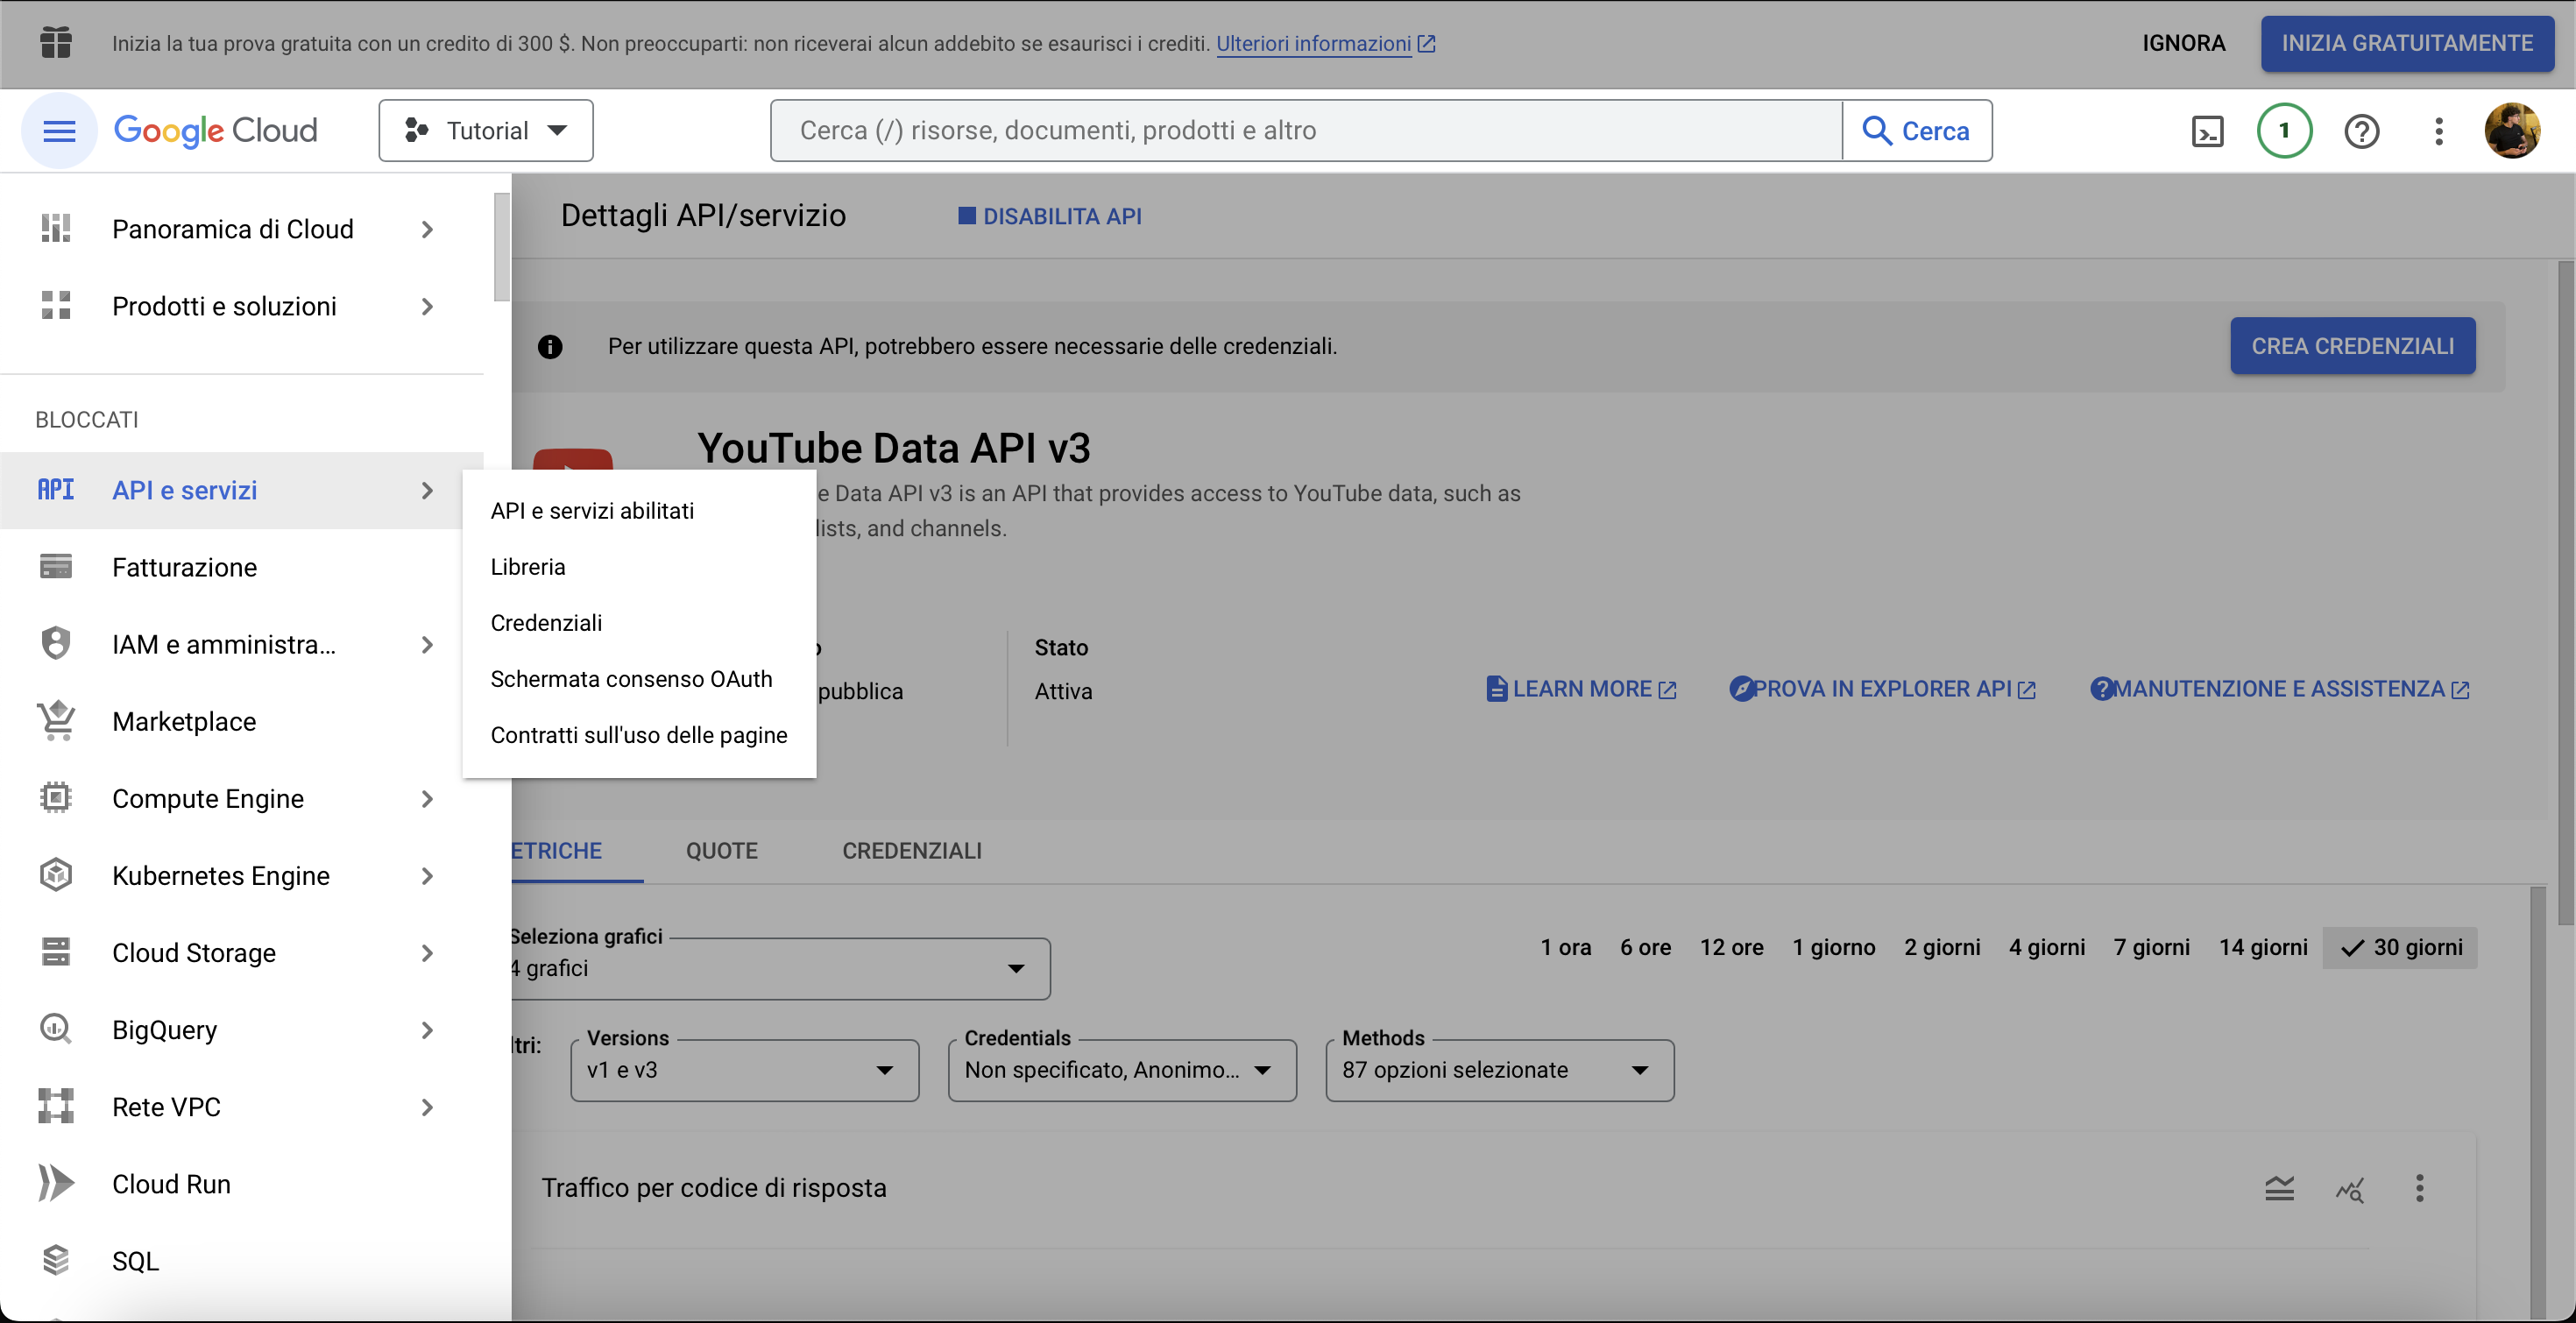 Inizia la tua prova gratuita con un credito di 300 $. Non preoccuparti: non riceverai alcun addebito se esaurisci i crediti. Ulteriori informazioni
IGNORA
INIZIA GRATUITAMENTE
Google Cloud
Tutorial
Cerca (/) risorse, documenti, prodotti e altro
Cerca
1
Panoramica di Cloud
Prodotti e soluzioni
BLOCCATI
API API e servizi
Fatturazione
IAM e amministra...
Marketplace
Compute Engine
Kubernetes Engine
Cloud Storage
BigQuery
Rete VPC
Cloud Run
SQL
API e servizi abilitati
Libreria
Credenziali
Schermata consenso OAuth
Contratti sull'uso delle pagine
Dettagli API/servizio
DISABILITA API
Per utilizzare questa API, potrebbero essere necessarie delle credenziali.
CREA CREDENZIALI
YouTube Data API v3
e Data API v3 is an API that provides access to YouTube data, such as
lists, and channels.
o
pubblica
Stato
Attiva
LEARN MORE
PROVA IN EXPLORER API
MANUTENZIONE E ASSISTENZA
ETRICHE
QUOTE
CREDENZIALI
Seleziona grafici
4 grafici
1 ora 6 ore 12 ore 1 giorno 2 giorni 4 giorni 7 giorni 14 giorni 30 giorni
ltri:
Versions
v1 e v3
Credentials
Non specificato, Anonimo...
Methods
87 opzioni selezionate
Traffico per codice di risposta